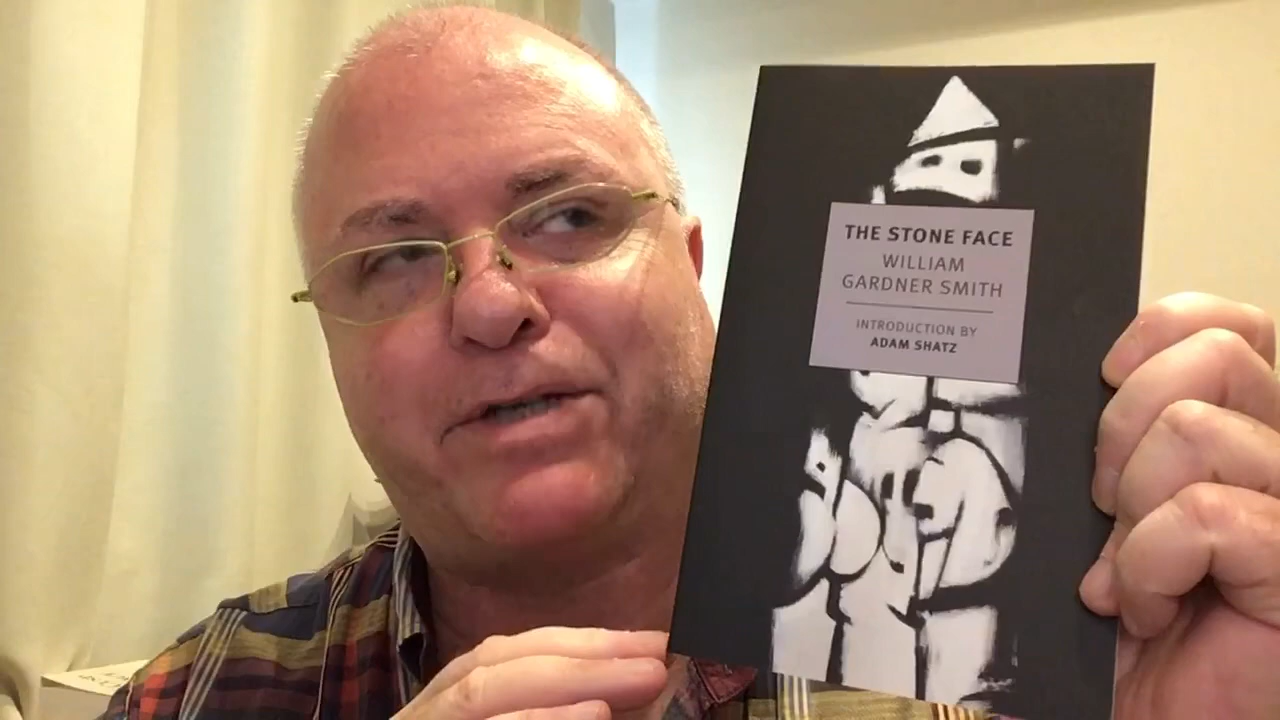 THE STONE FACE
WILLIAM
GARDNER SMITH
INTRODUCTION BY
ADAM SHATZ